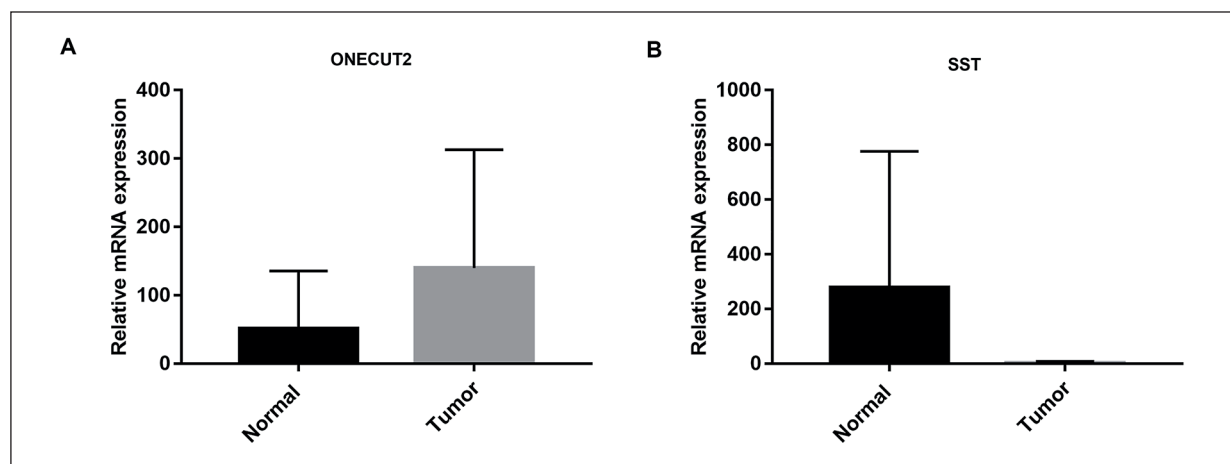 A
ONECUT2
Relative mRNA expression
400
300
200
100
0
Normal
Tumor
B
SST
Relative mRNA expression
1000
800
600
400
200
0
Normal
Tumor